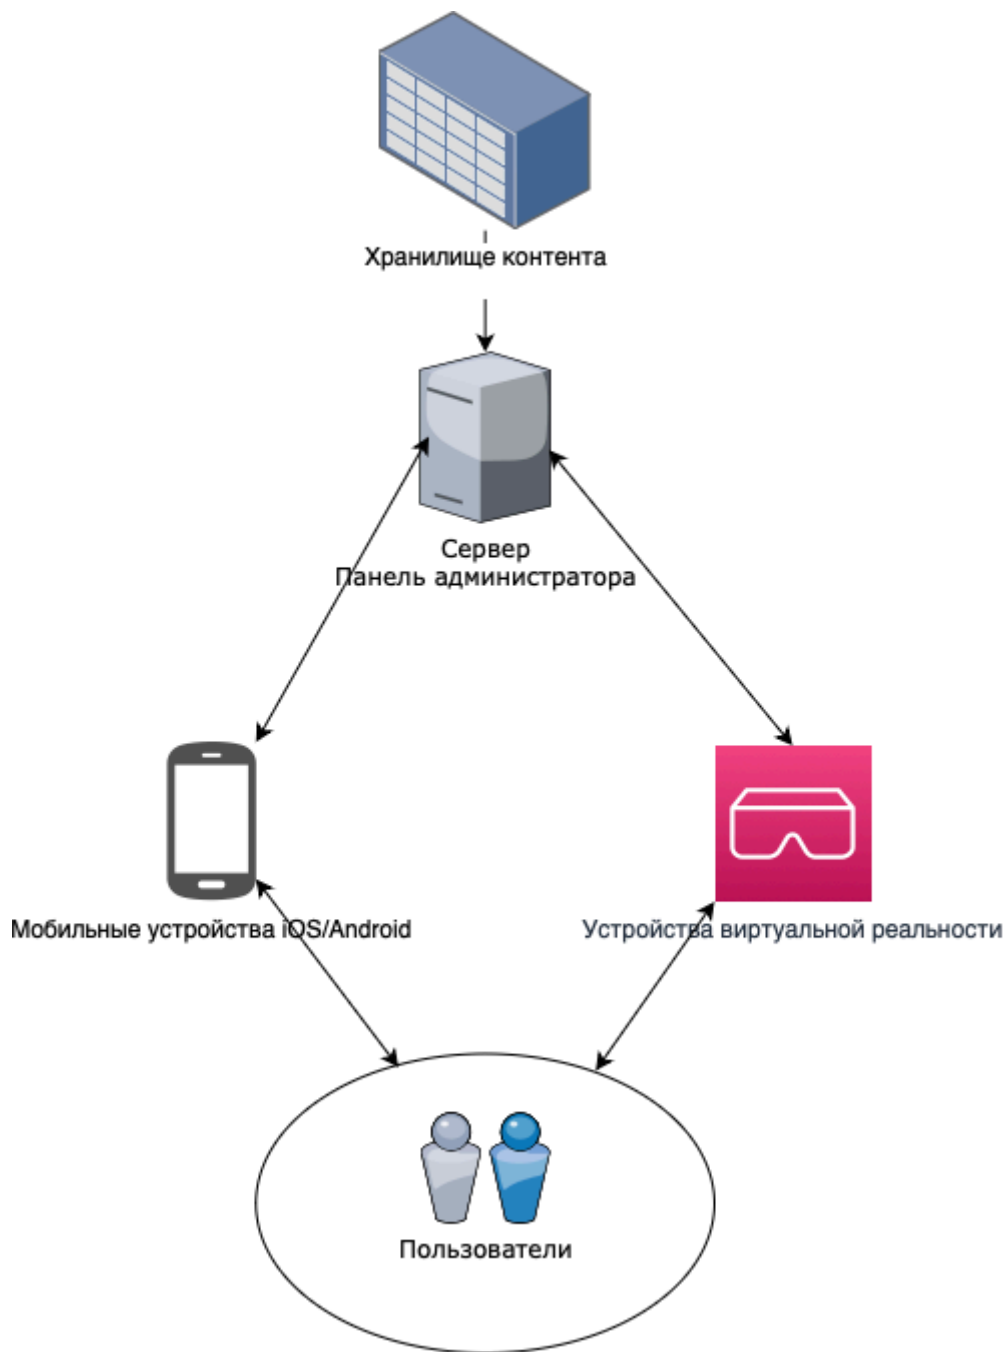 Хранилище контента
Сервер
Панель администратора
Мобильные устройства iOS/Android
Устройства виртуальной реальности
Пользователи